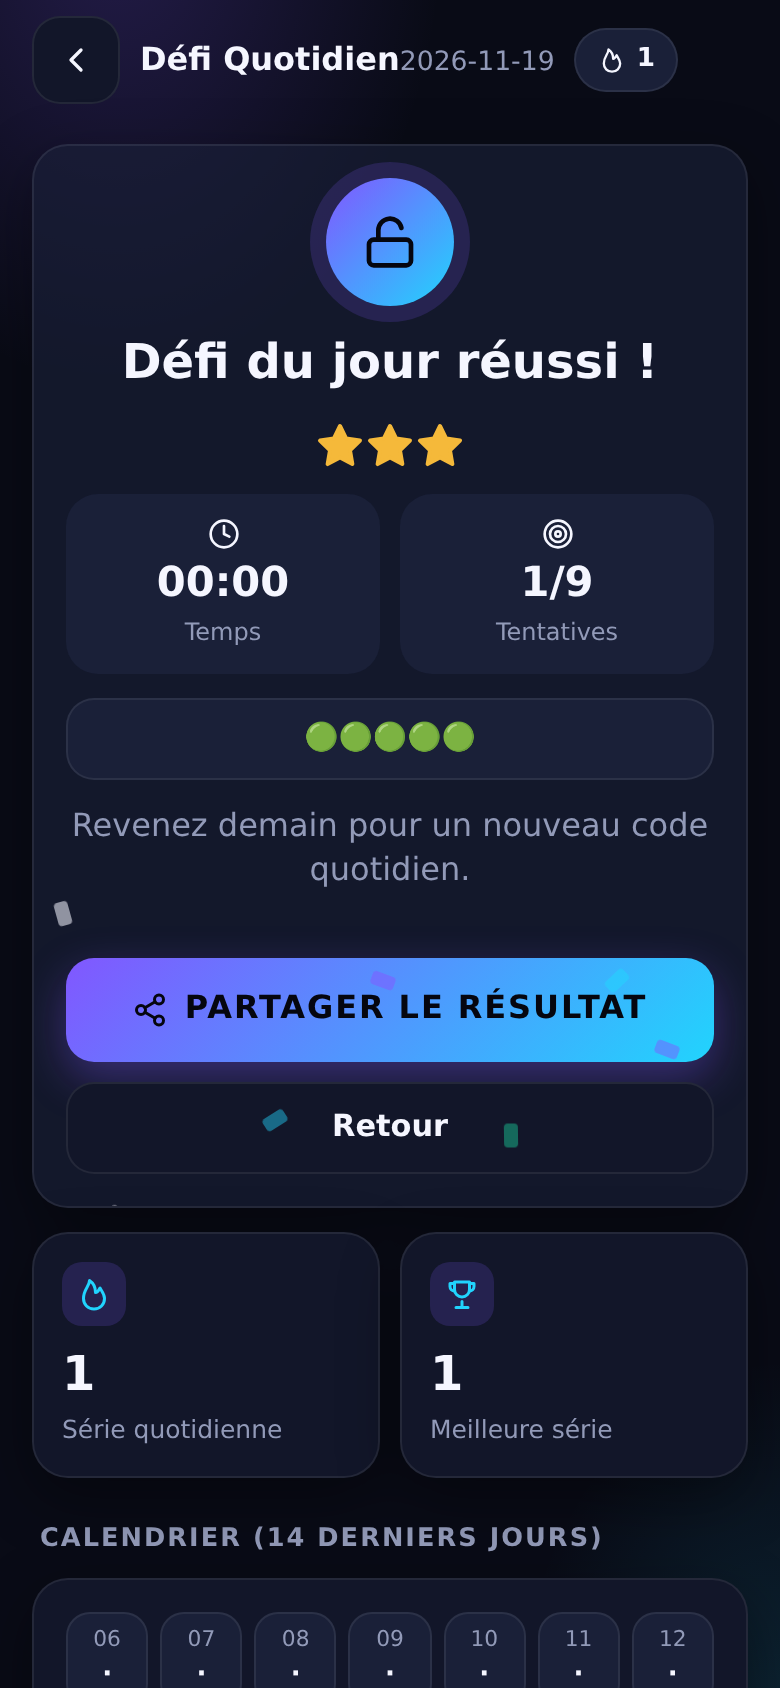 Défi Quotidien 2026-11-19 1
Défi du jour réussi !
00:00
Temps
1/9
Tentatives
Revenez demain pour un nouveau code
quotidien.
PARTAGER LE RÉSULTAT
Retour
1
Série quotidienne
1
Meilleure série
CALENDRIER (14 DERNIERS JOURS)
06 07 08 09 10 11 12
· · · · · · ·